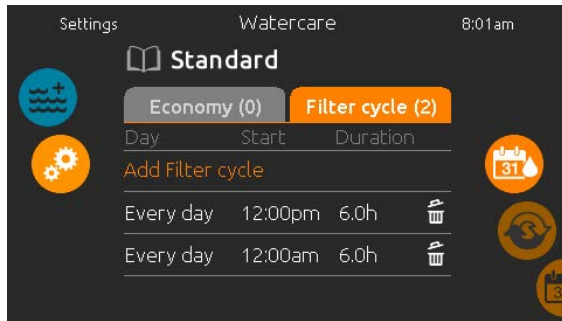 Settings Watercare 8:01am
Standard
Economy (0) Filter cycle (2)
Day Start Duration
Add Filter cycle
31
Every day 12:00pm 6.0h
Every day 12:00am 6.0h
3